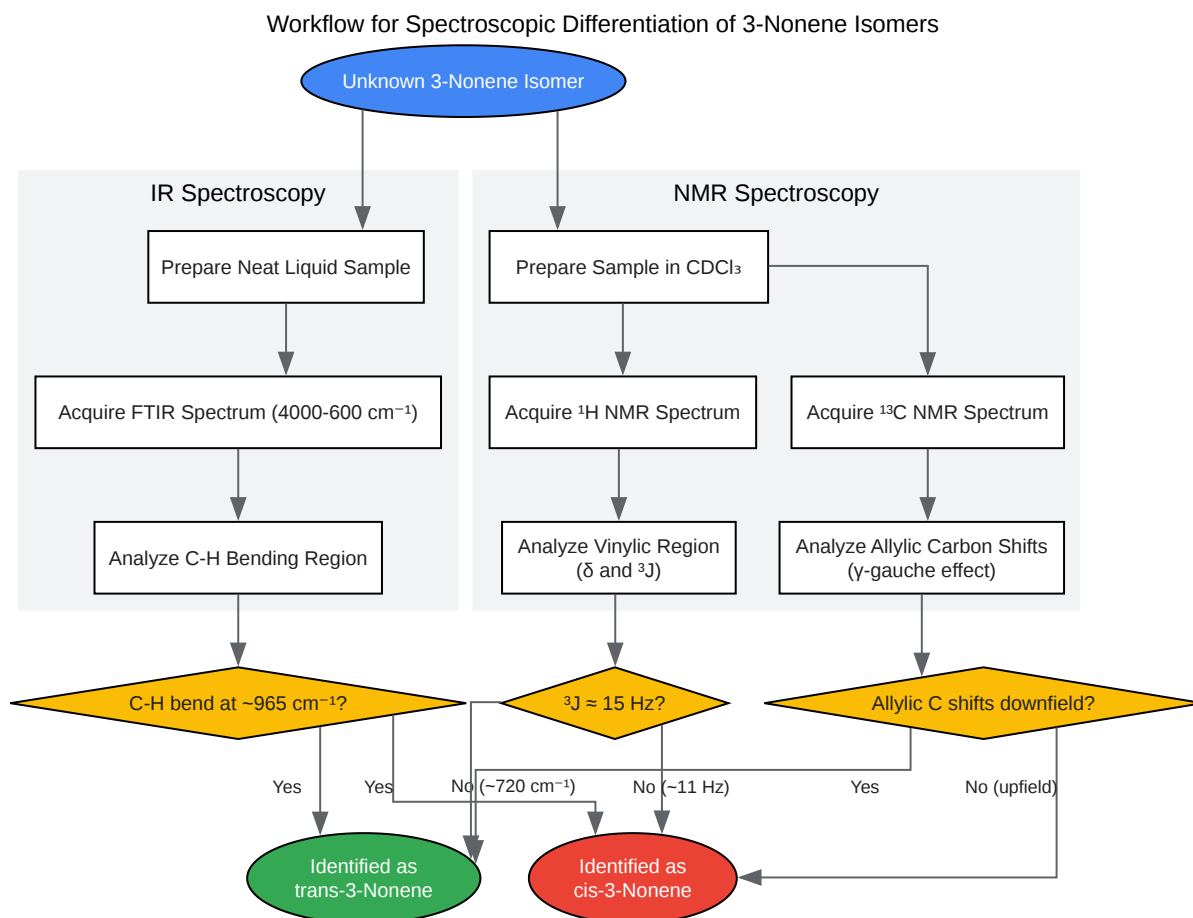 Workflow for Spectroscopic Differentiation of 3-Nonene Isomers
Unknown 3-Nonene Isomer
IR Spectroscopy
NMR Spectroscopy
Prepare Neat Liquid Sample
Prepare Sample in CDCl₃
Acquire FTIR Spectrum (4000-600 cm⁻¹)
Acquire ¹H NMR Spectrum
Acquire ¹³C NMR Spectrum
Analyze C-H Bending Region
Analyze Vinylic Region
(δ and ³J)
Analyze Allylic Carbon Shifts
(γ-gauche effect)
C-H bend at ~965 cm⁻¹?
³J ≈ 15 Hz?
Allylic C shifts downfield?
Yes
Yes
No (~720 cm⁻¹)
No (~11 Hz)
Yes
No (upfield)
Identified as
trans-3-Nonene
Identified as
cis-3-Nonene